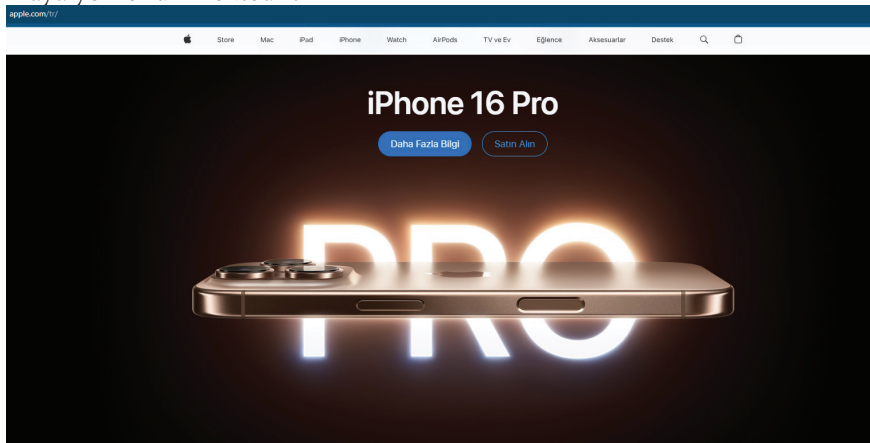 apple.com/tr/
Store Mac iPad iPhone Watch AirPods TV ve Ev Eğlence Aksesuarlar Destek
iPhone 16 Pro
Daha Fazla Bilgi Satın Alın
PRO